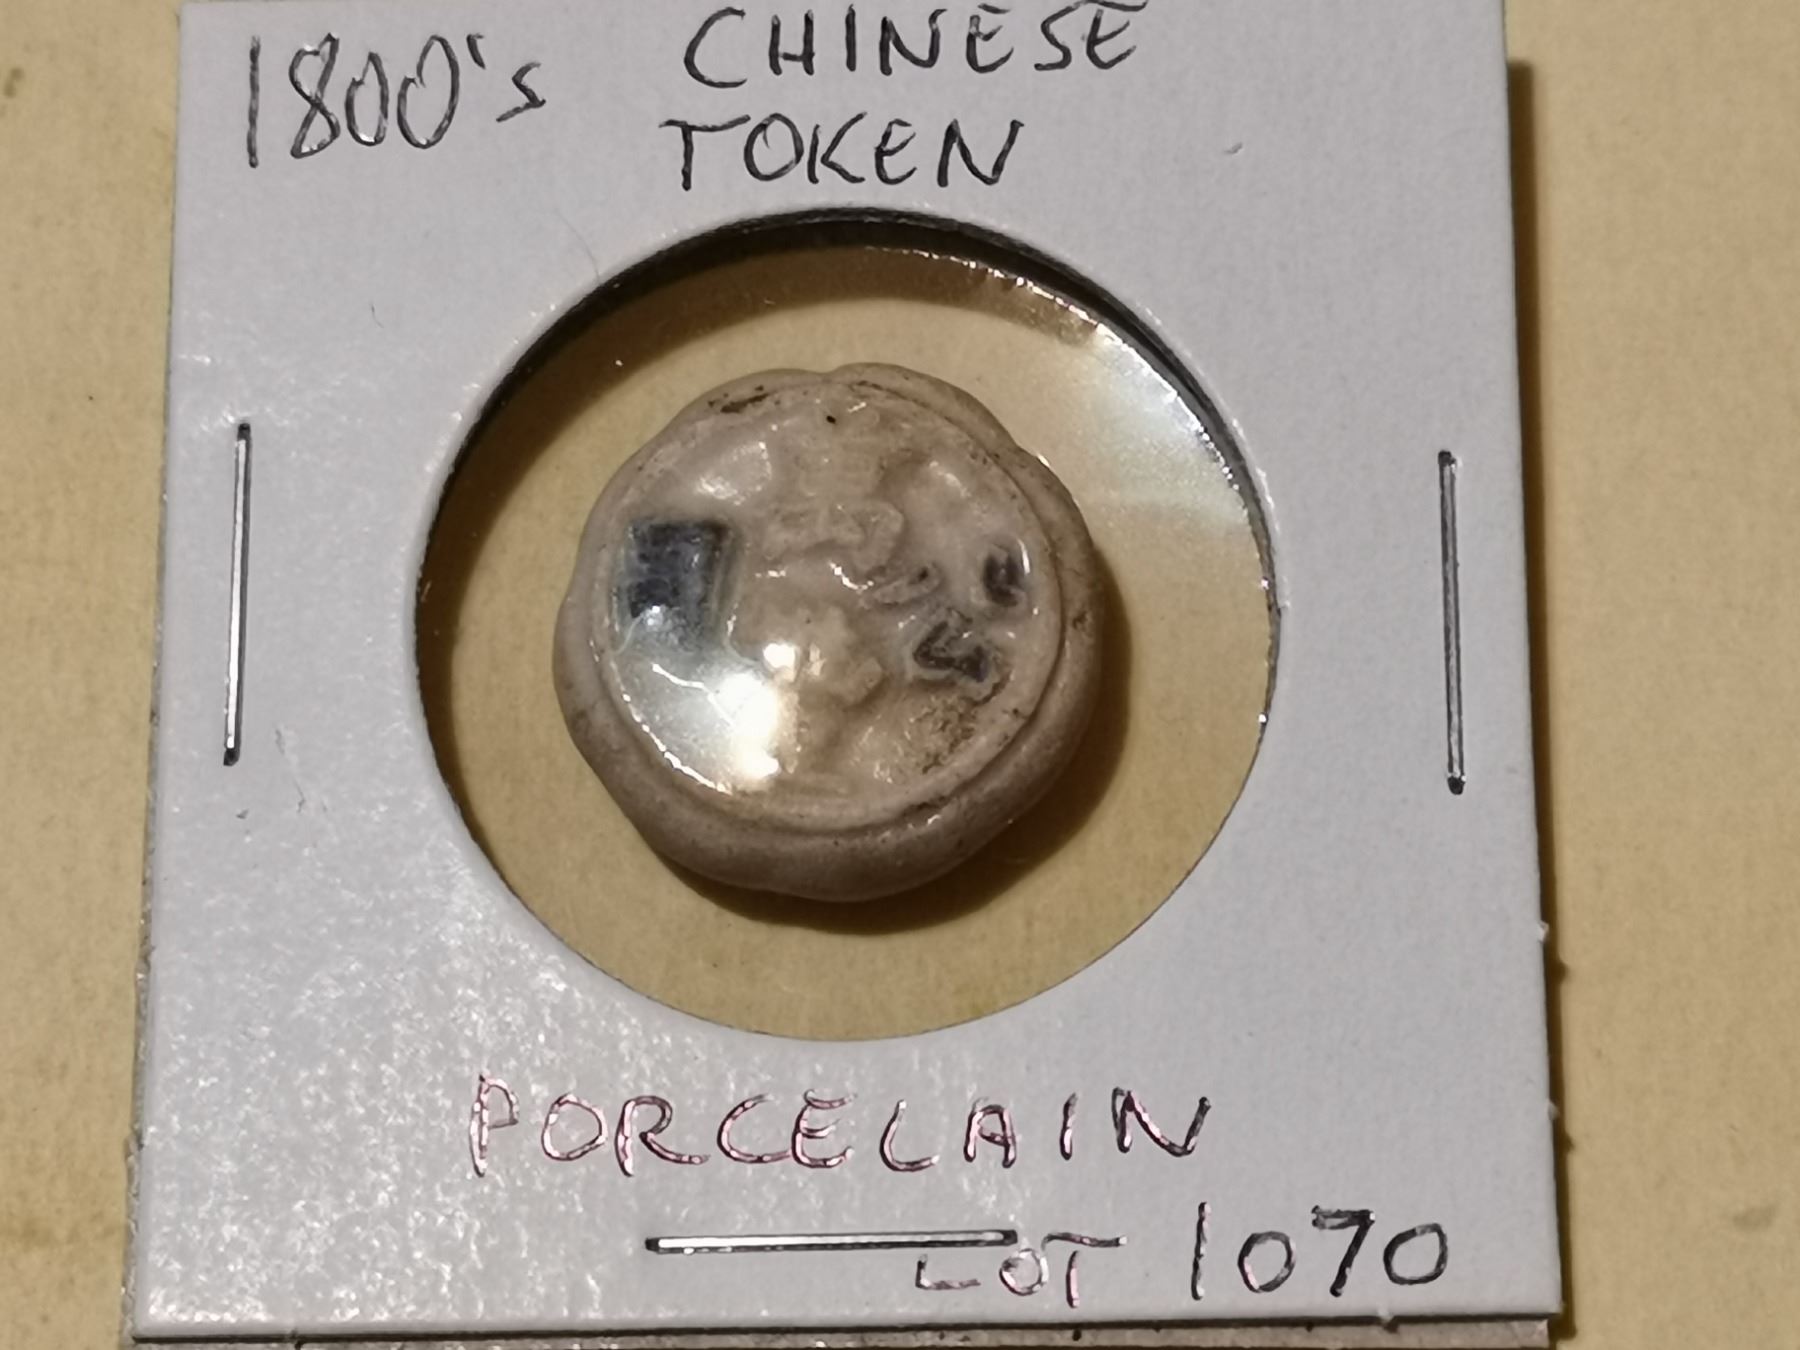 1800's CHINESE
TOKEN
PORCELAIN
LOT 1070